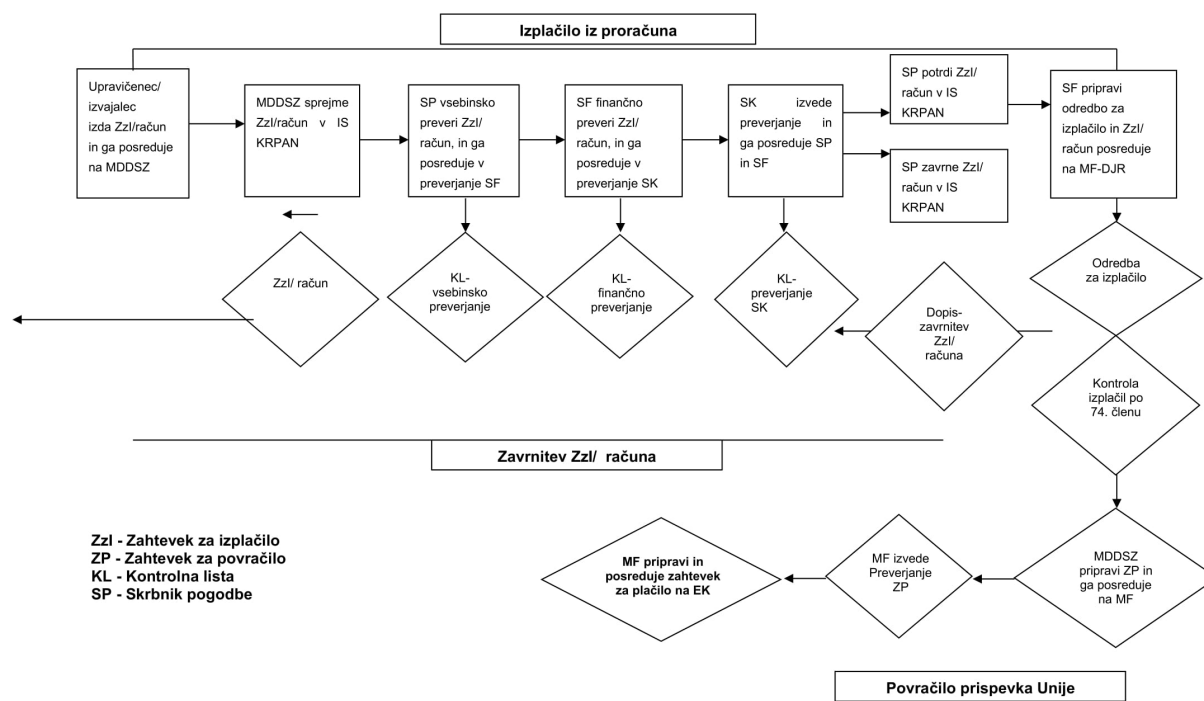 Izplačilo iz proračuna
Upravičenec/
izvajalec
izda ZzI/račun
in ga posreduje
na MDDSZ
MDDSZ sprejme
ZzI/račun v IS
KRPAN
SP vsebinsko
preveri ZzI/
račun, in ga
posreduje v
preverjanje SF
SF finančno
preveri ZzI/
račun, in ga
posreduje v
preverjanje SK
SK izvede
preverjanje in
ga posreduje SP
in SF
SP potrdi ZzI/
račun v IS
KRPAN
SP zavrne ZzI/
račun v IS
KRPAN
SF pripravi
odredbo za
izplačilo in ZzI/
račun posreduje
na MF-DJR
ZzI/ račun
KL-
vsebinsko
preverjanje
KL-
finančno
preverjanje
KL-
preverjanje
SK
Dopis-
zavrnitev
ZzI/
računa
Odredba
za izplačilo
Kontrola
izplačil po
74. členu
Zavrnitev ZzI/ računa
ZzI - Zahtevek za izplačilo
ZP - Zahtevek za povračilo
KL - Kontrolna lista
SP - Skrbnik pogodbe
MF pripravi in
posreduje zahtevek
za plačilo na EK
MF izvede
Preverjanje
ZP
MDDSZ
pripravi ZP in
ga posreduje
na MF
Povračilo prispevka Unije